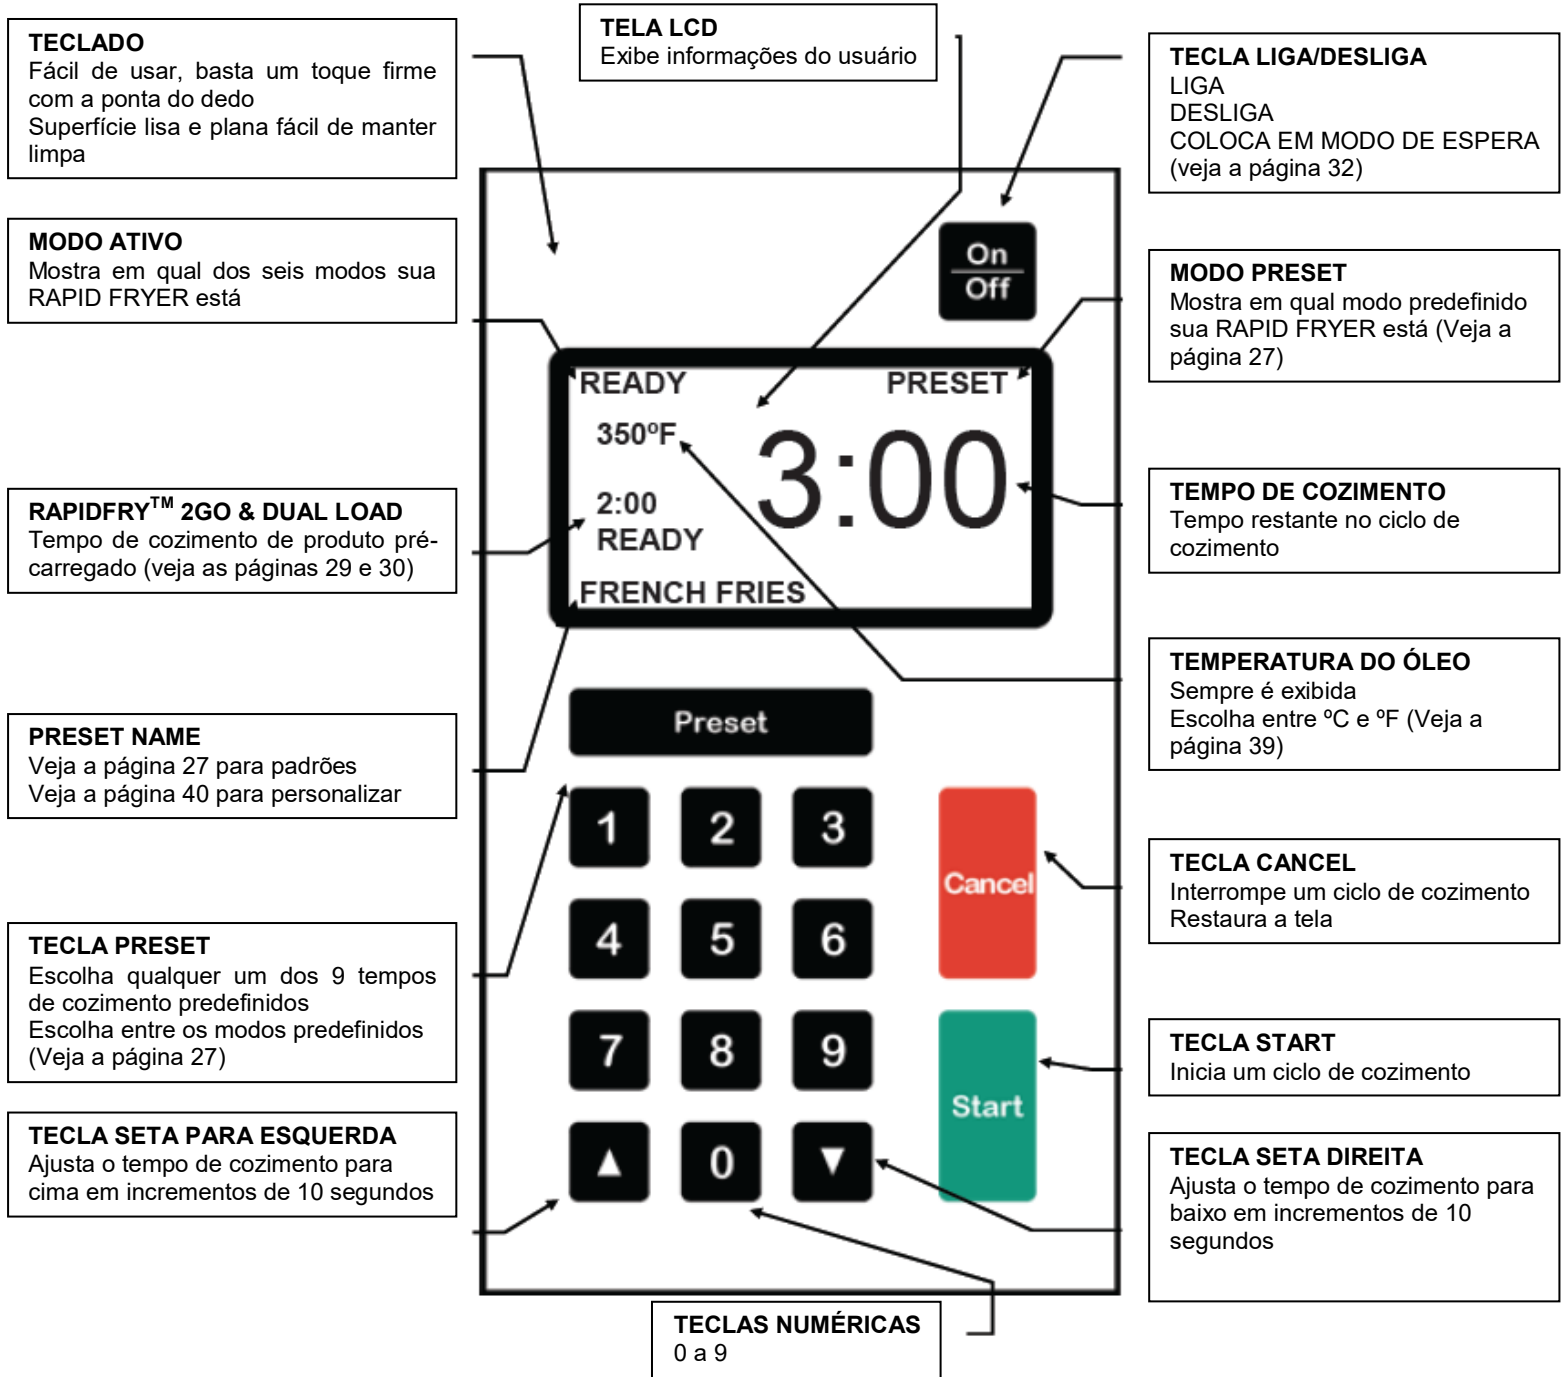 TECLADO
Fácil de usar, basta um toque firme
com a ponta do dedo
Superfície lisa e plana fácil de manter
limpa
MODO ATIVO
Mostra em qual dos seis modos sua
RAPID FRYER está
RAPIDFRY™ 2GO & DUAL LOAD
Tempo de cozimento de produto pré-
carregado (veja as páginas 29 e 30)
PRESET NAME
Veja a página 27 para padrões
Veja a página 40 para personalizar
TECLA PRESET
Escolha qualquer um dos 9 tempos
de cozimento predefinidos
Escolha entre os modos predefinidos
(Veja a página 27)
TECLA SETA PARA ESQUERDA
Ajusta o tempo de cozimento para
cima em incrementos de 10 segundos
TELA LCD
Exibe informações do usuário
On
Off
READY PRESET
350ºF
3:00
2:00
READY
FRENCH FRIES
Preset
1 2 3
4 5 6
7 8 9
▲ 0 ▼
Cancel
Start
TECLAS NUMÉRICAS
0 a 9
TECLA LIGA/DESLIGA
LIGA
DESLIGA
COLOCA EM MODO DE ESPERA
(veja a página 32)
MODO PRESET
Mostra em qual modo predefinido
sua RAPID FRYER está (Veja a
página 27)
TEMPO DE COZIMENTO
Tempo restante no ciclo de
cozimento
TEMPERATURA DO ÓLEO
Sempre é exibida
Escolha entre ºC e ºF (Veja a
página 39)
TECLA CANCEL
Interrompe um ciclo de cozimento
Restaura a tela
TECLA START
Inicia um ciclo de cozimento
TECLA SETA DIREITA
Ajusta o tempo de cozimento para
baixo em incrementos de 10
segundos